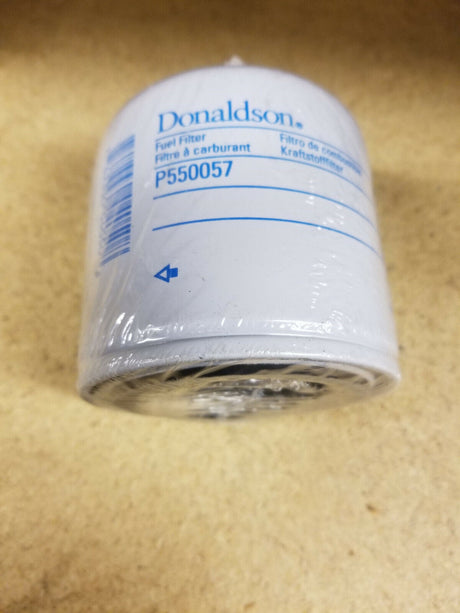 Donaldson®
Fuel Filter
Filtro de combustible
Filtre à carburant
Kraftstofffilter
P550057